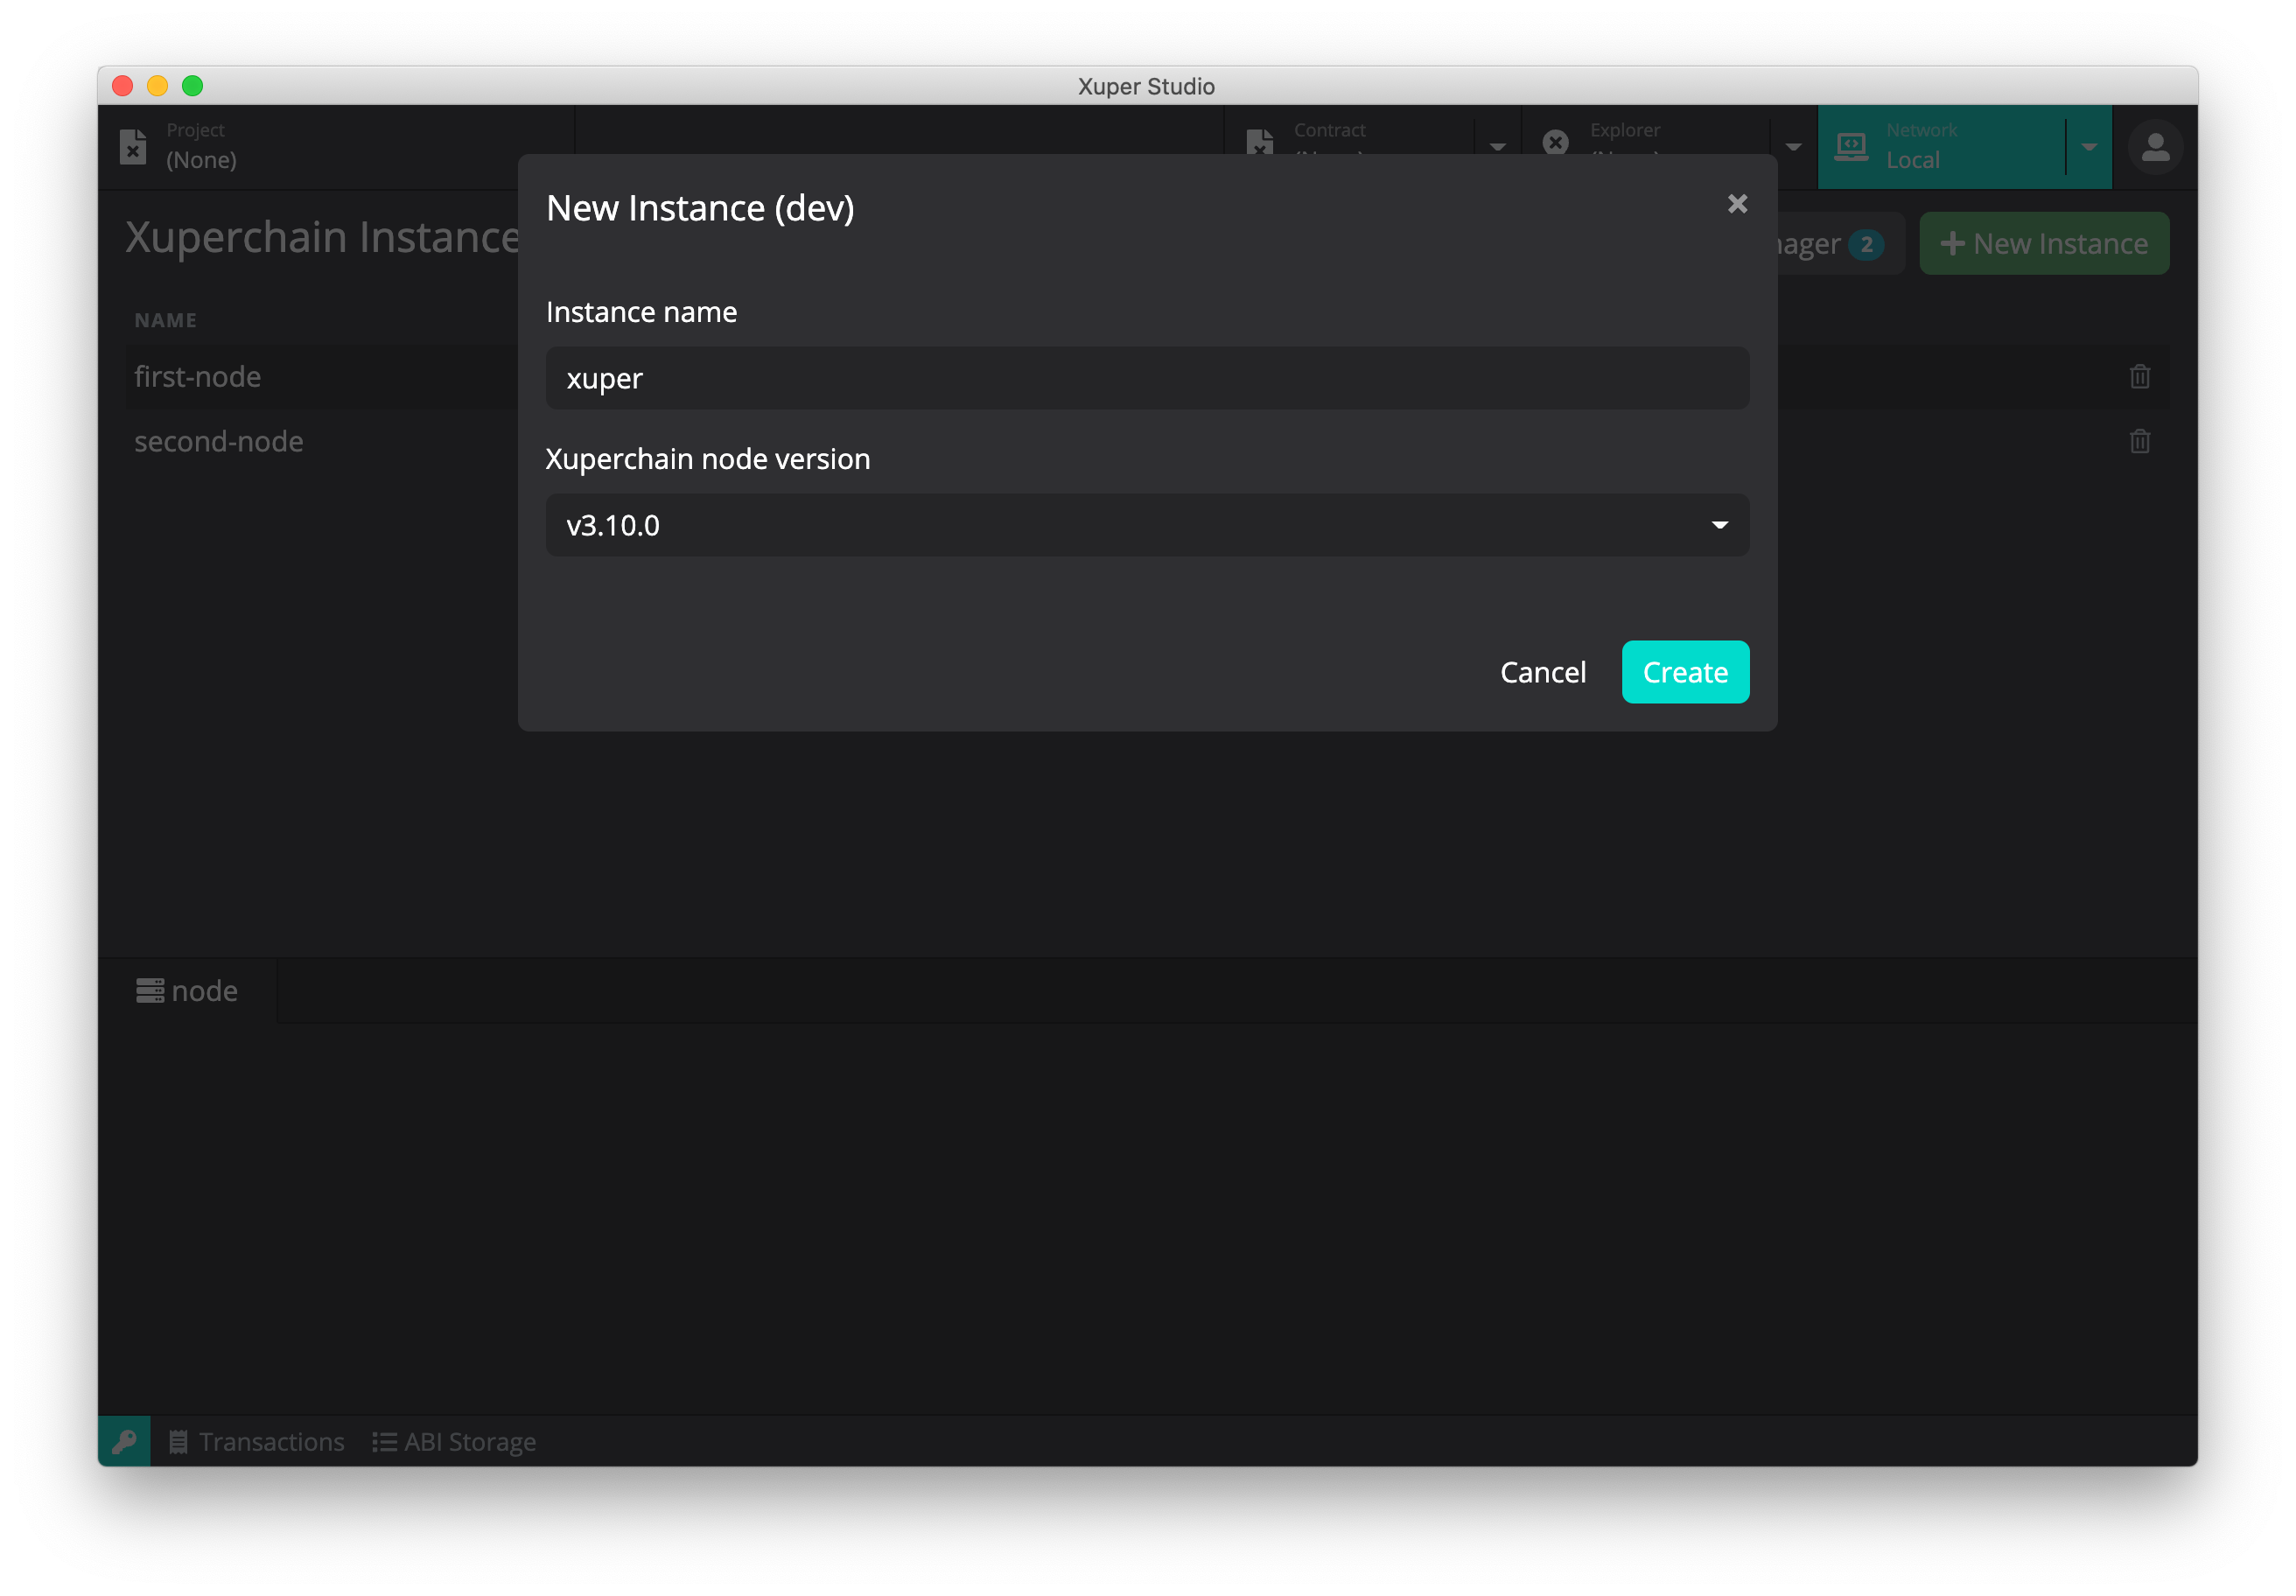 Xuper Studio
Project
(None)
Contract
Explorer
Network
Local
Xuperchain Instance
2
New Instance
NAME
first-node
second-node
New Instance (dev)
Instance name
xuper
Xuperchain node version
v3.10.0
Cancel
Create
node
Transactions
ABI Storage